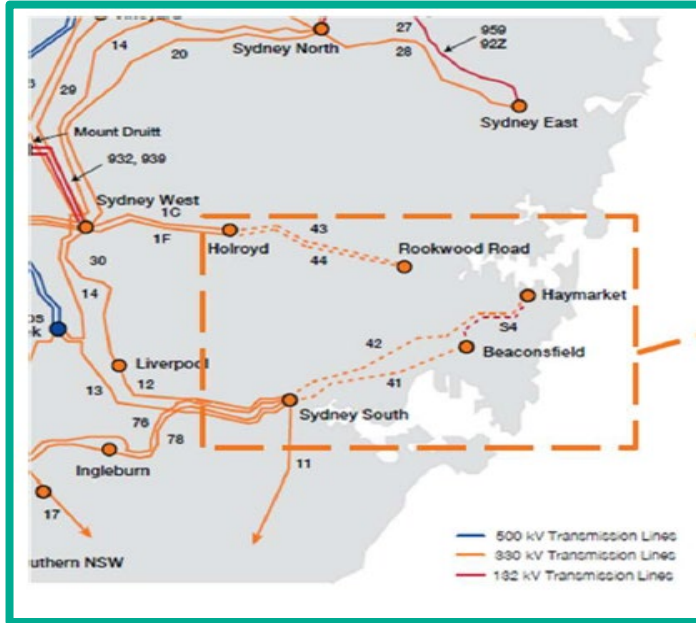 27
959
92Z
14
20
Sydney North
28
29
Sydney East
Mount Druitt
932, 939
Sydney West
1C
1F
43
Holroyd
44
Rookwood Road
30
14
Haymarket
S4
42
Beaconsfield
Liverpool
41
13
12
Sydney South
76
78
11
Ingleburn
17
500 kV Transmission Lines
330 kV Transmission Lines
132 kV Transmission Lines
NSW